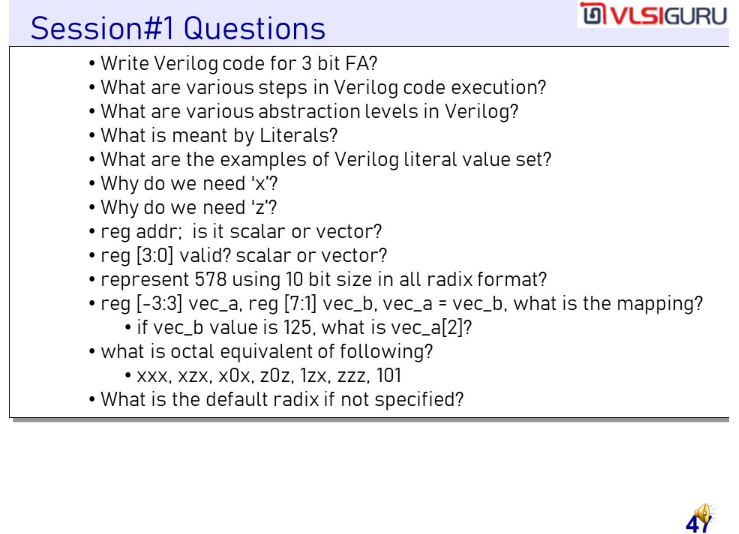 Session#1 Questions
VLSIGURU
• Write Verilog code for 3 bit FA?
• What are various steps in Verilog code execution?
• What are various abstraction levels in Verilog?
• What is meant by Literals?
• What are the examples of Verilog literal value set?
• Why do we need 'x'?
• Why do we need 'z'?
• reg addr; is it scalar or vector?
• reg [3:0] valid? scalar or vector?
• represent 578 using 10 bit size in all radix format?
• reg [-3:3] vec_a, reg [7:1] vec_b, vec_a = vec_b, what is the mapping?
• if vec_b value is 125, what is vec_a[2]?
• what is octal equivalent of following?
• xxx, xzx, x0x, z0z, 1zx, zzz, 101
• What is the default radix if not specified?
47